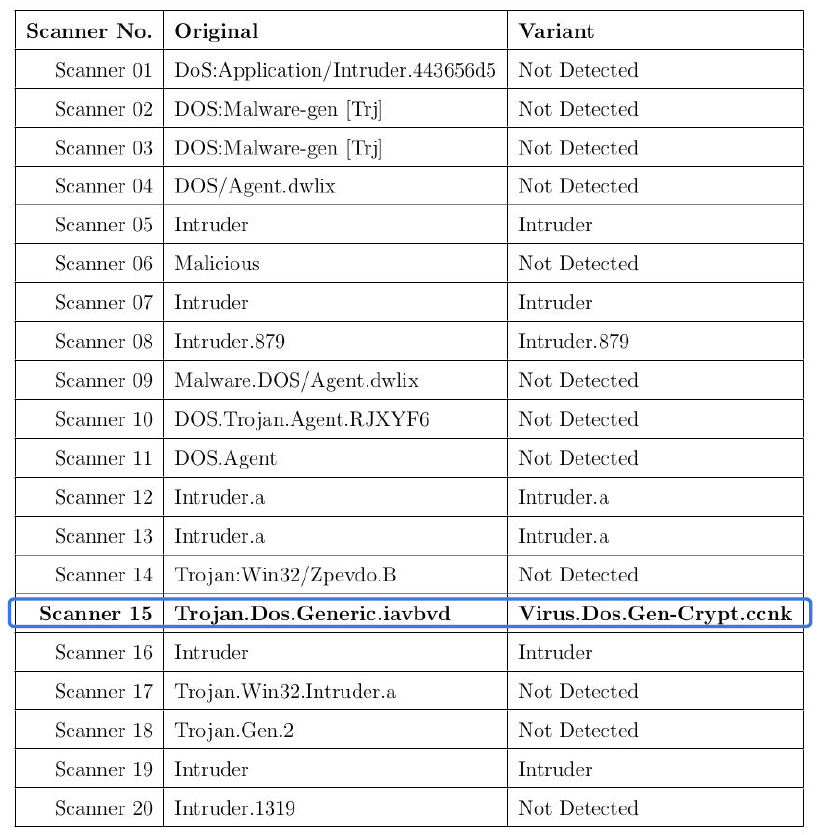 Scanner No. Original Variant
Scanner 01 DoS:Application/Intruder.443656d5 Not Detected
Scanner 02 DOS:Malware-gen [Trj] Not Detected
Scanner 03 DOS:Malware-gen [Trj] Not Detected
Scanner 04 DOS/Agent.dwlix Not Detected
Scanner 05 Intruder Intruder
Scanner 06 Malicious Not Detected
Scanner 07 Intruder Intruder
Scanner 08 Intruder.879 Intruder.879
Scanner 09 Malware.DOS/Agent.dwlix Not Detected
Scanner 10 DOS.Trojan.Agent.RJXYF6 Not Detected
Scanner 11 DOS.Agent Not Detected
Scanner 12 Intruder.a Intruder.a
Scanner 13 Intruder.a Intruder.a
Scanner 14 Trojan:Win32/Zpevdo.B Not Detected
Scanner 15 Trojan.Dos.Generic.iavbvd Virus.Dos.Gen-Crypt.ccnk
Scanner 16 Intruder Intruder
Scanner 17 Trojan.Win32.Intruder.a Not Detected
Scanner 18 Trojan.Gen.2 Not Detected
Scanner 19 Intruder Intruder
Scanner 20 Intruder.1319 Not Detected